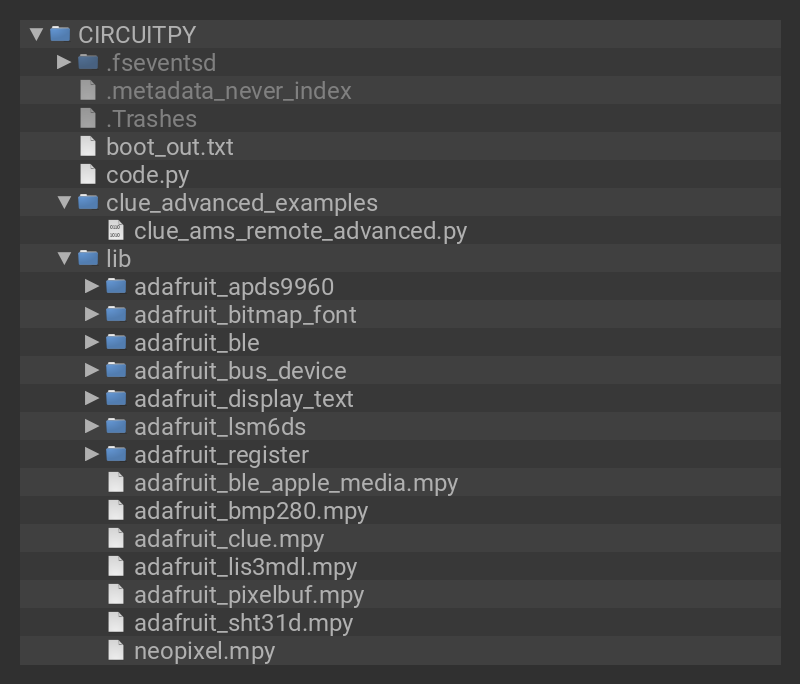 CIRCUITPY
.fseventsd
.metadata_never_index
.Trashes
boot_out.txt
code.py
clue_advanced_examples
clue_ams_remote_advanced.py
lib
adafruit_apds9960
adafruit_bitmap_font
adafruit_ble
adafruit_bus_device
adafruit_display_text
adafruit_lsm6ds
adafruit_register
adafruit_ble_apple_media.mpy
adafruit_bmp280.mpy
adafruit_clue.mpy
adafruit_lis3mdl.mpy
adafruit_pixelbuf.mpy
adafruit_sht31d.mpy
neopixel.mpy